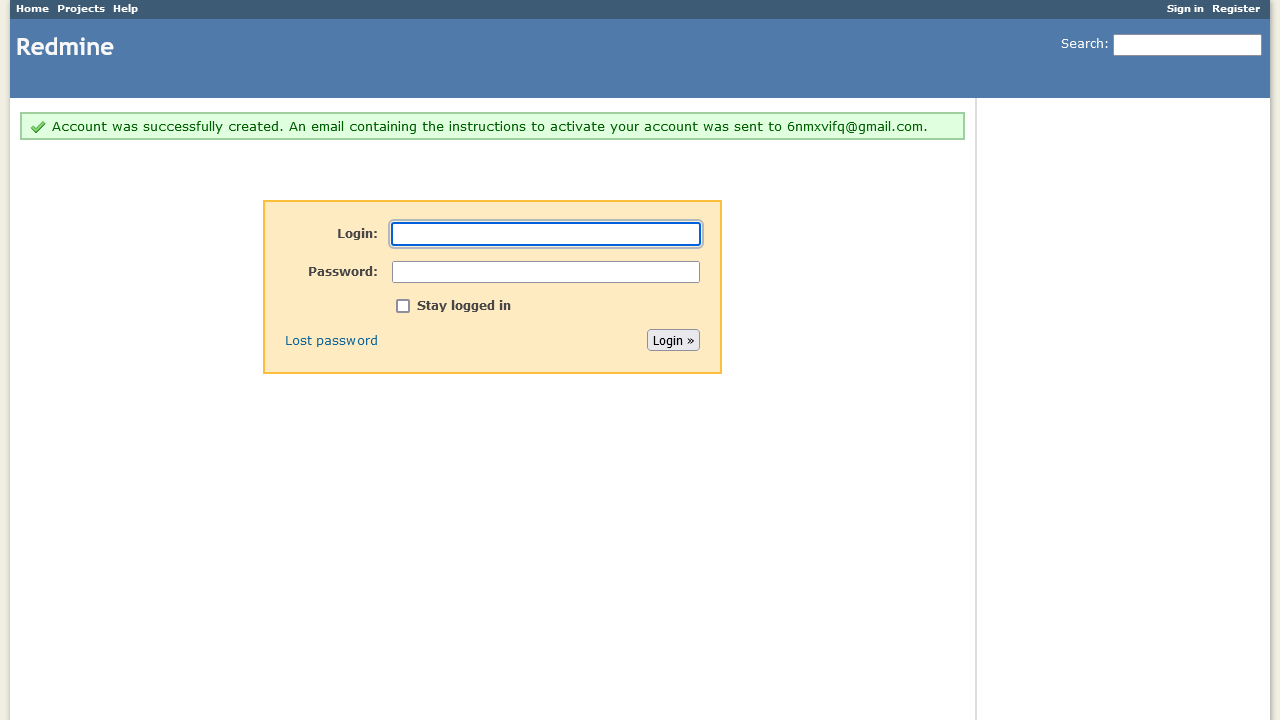 Home Projects Help Sign in Register
Redmine
Search:
Account was successfully created. An email containing the instructions to activate your account was sent to 6nmxvifq@gmail.com.
Login:
Password:
Stay logged in
Lost password
Login »